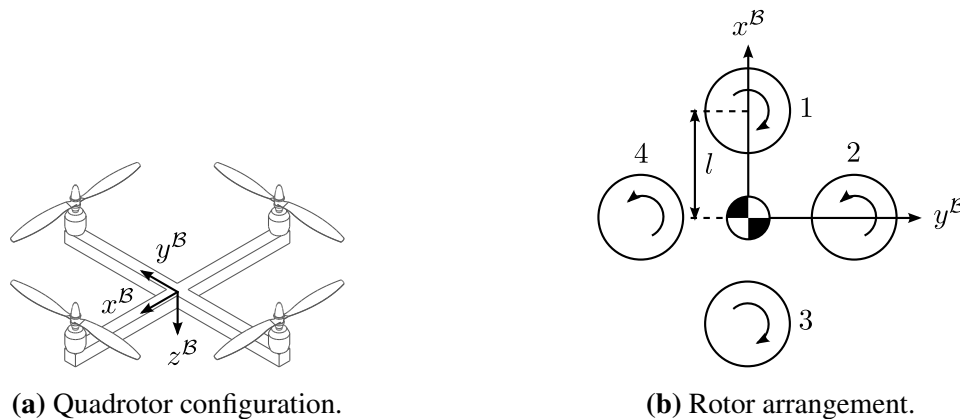 x^ℬ
1
4
2
l
y^ℬ
y^ℬ
x^ℬ
z^ℬ
3
(a) Quadrotor configuration.
(b) Rotor arrangement.